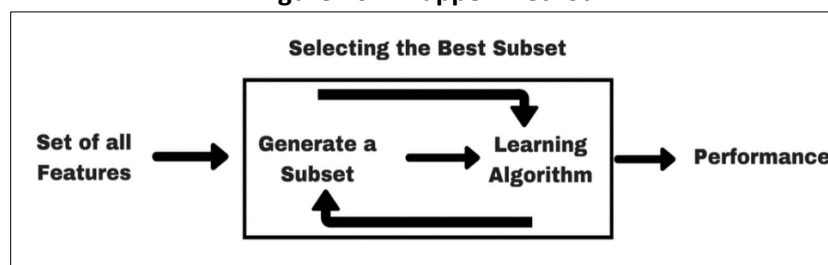 Selecting the Best Subset
Set of all
Features
Generate a
Subset
Learning
Algorithm
Performance